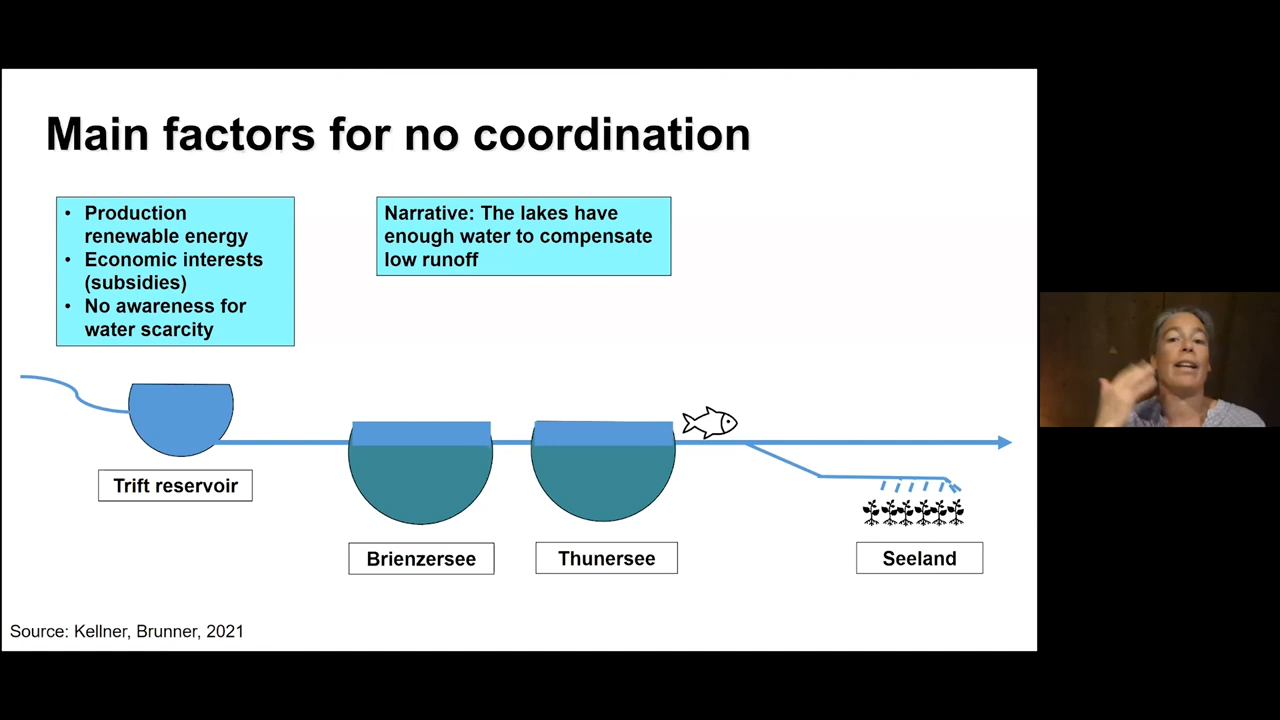 Main factors for no coordination
• Production
renewable energy
• Economic interests
(subsidies)
• No awareness for
water scarcity
Narrative: The lakes have
enough water to compensate
low runoff
Trift reservoir
Brienzersee
Thunersee
Seeland
Source: Kellner, Brunner, 2021